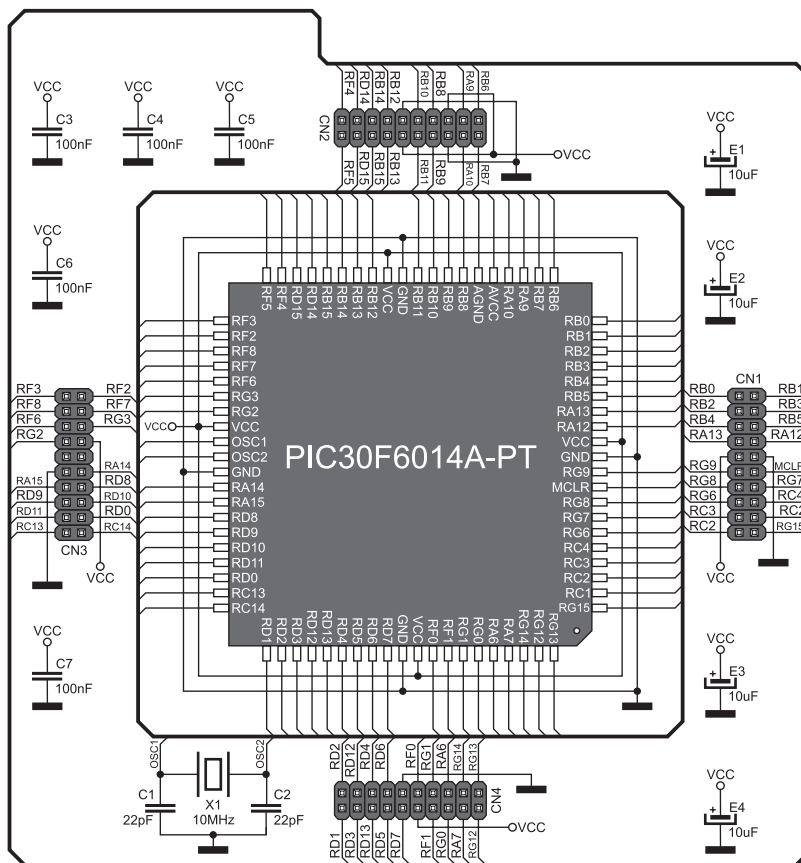 VCC
C3
100nF
VCC
C4
100nF
VCC
C5
100nF
RF4
RD14
RB14
RB12
RB10
RB8
RA9
RB6
CN2
VCC
RF5
RD15
RB15
RB13
RB11
RB9
RA10
RB7
VCC
E1
10uF
VCC
C6
100nF
VCC
E2
10uF
RF5
RF4
RD15
RD14
RB15
RB14
RB13
RB12
VCC
GND
RB11
RB10
RB9
RB8
AGND
AVCC
RA10
RA9
RB7
RB6
RF3
RF2
RF8
RF7
RF6
RG3
RG2
VCC
OSC1
OSC2
GND
RA14
RA15
RD8
RD9
RD10
RD11
RD0
RC13
RC14
VCC
PIC30F6014A-PT
RB0
RB1
RB2
RB3
RB4
RB5
RA13
RA12
VCC
GND
RG9
MCLR
RG8
RG7
RG6
RC4
RC3
RC2
RC1
RG15
RD1
RD2
RD3
RD12
RD13
RD4
RD5
RD6
RD7
GND
VCC
RF0
RF1
RG1
RG0
RA6
RA7
RG14
RG12
RG13
RF3
RF2
RF8
RF7
RF6
RG3
RG2
RA14
RA15
RD8
RD9
RD10
RD11
RD0
RC13
RC14
CN3
VCC
CN1
RB0
RB1
RB2
RB3
RB4
RB5
RA13
RA12
RG9
MCLR
RG8
RG7
RG6
RC4
RC3
RC2
RC2
RG15
VCC
VCC
C7
100nF
VCC
E3
10uF
OSC1
OSC2
C1
22pF
X1
10MHz
C2
22pF
RD2
RD12
RD4
RD6
RF0
RG1
RA6
RG14
RG13
CN4
VCC
RD1
RD3
RD13
RD5
RD7
RF1
RG0
RA7
RG12
VCC
E4
10uF